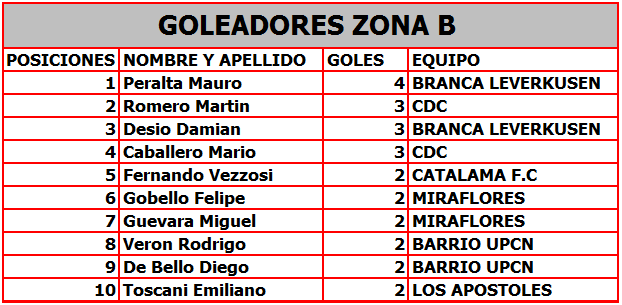 GOLEADORES ZONA B
POSICIONES NOMBRE Y APELLIDO GOLES EQUIPO
1 Peralta Mauro 4 BRANCA LEVERKUSEN
2 Romero Martin 3 CDC
3 Desio Damian 3 BRANCA LEVERKUSEN
4 Caballero Mario 3 CDC
5 Fernando Vezzosi 2 CATALAMA F.C
6 Gobello Felipe 2 MIRAFLORES
7 Guevara Miguel 2 MIRAFLORES
8 Veron Rodrigo 2 BARRIO UPCN
9 De Bello Diego 2 BARRIO UPCN
10 Toscani Emiliano 2 LOS APOSTOLES